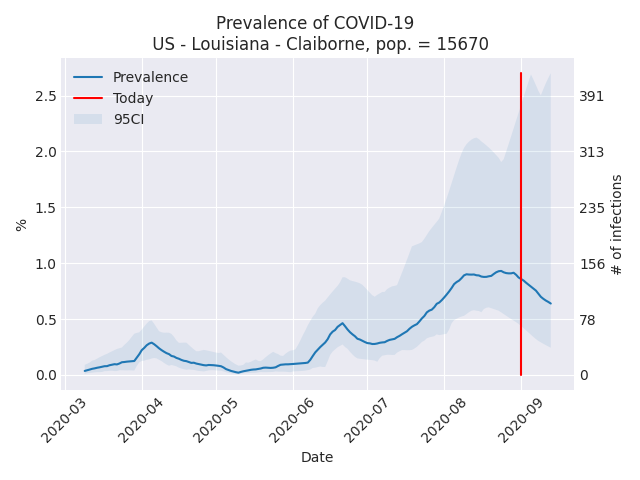 Prevalence of COVID-19
US - Louisiana - Claiborne, pop. = 15670
Prevalence
Today
95CI
%
2.5
2.0
1.5
1.0
0.5
0.0
391
313
235
156
78
0
# of infections
2020-03
2020-04
2020-05
2020-06
2020-07
2020-08
2020-09
Date